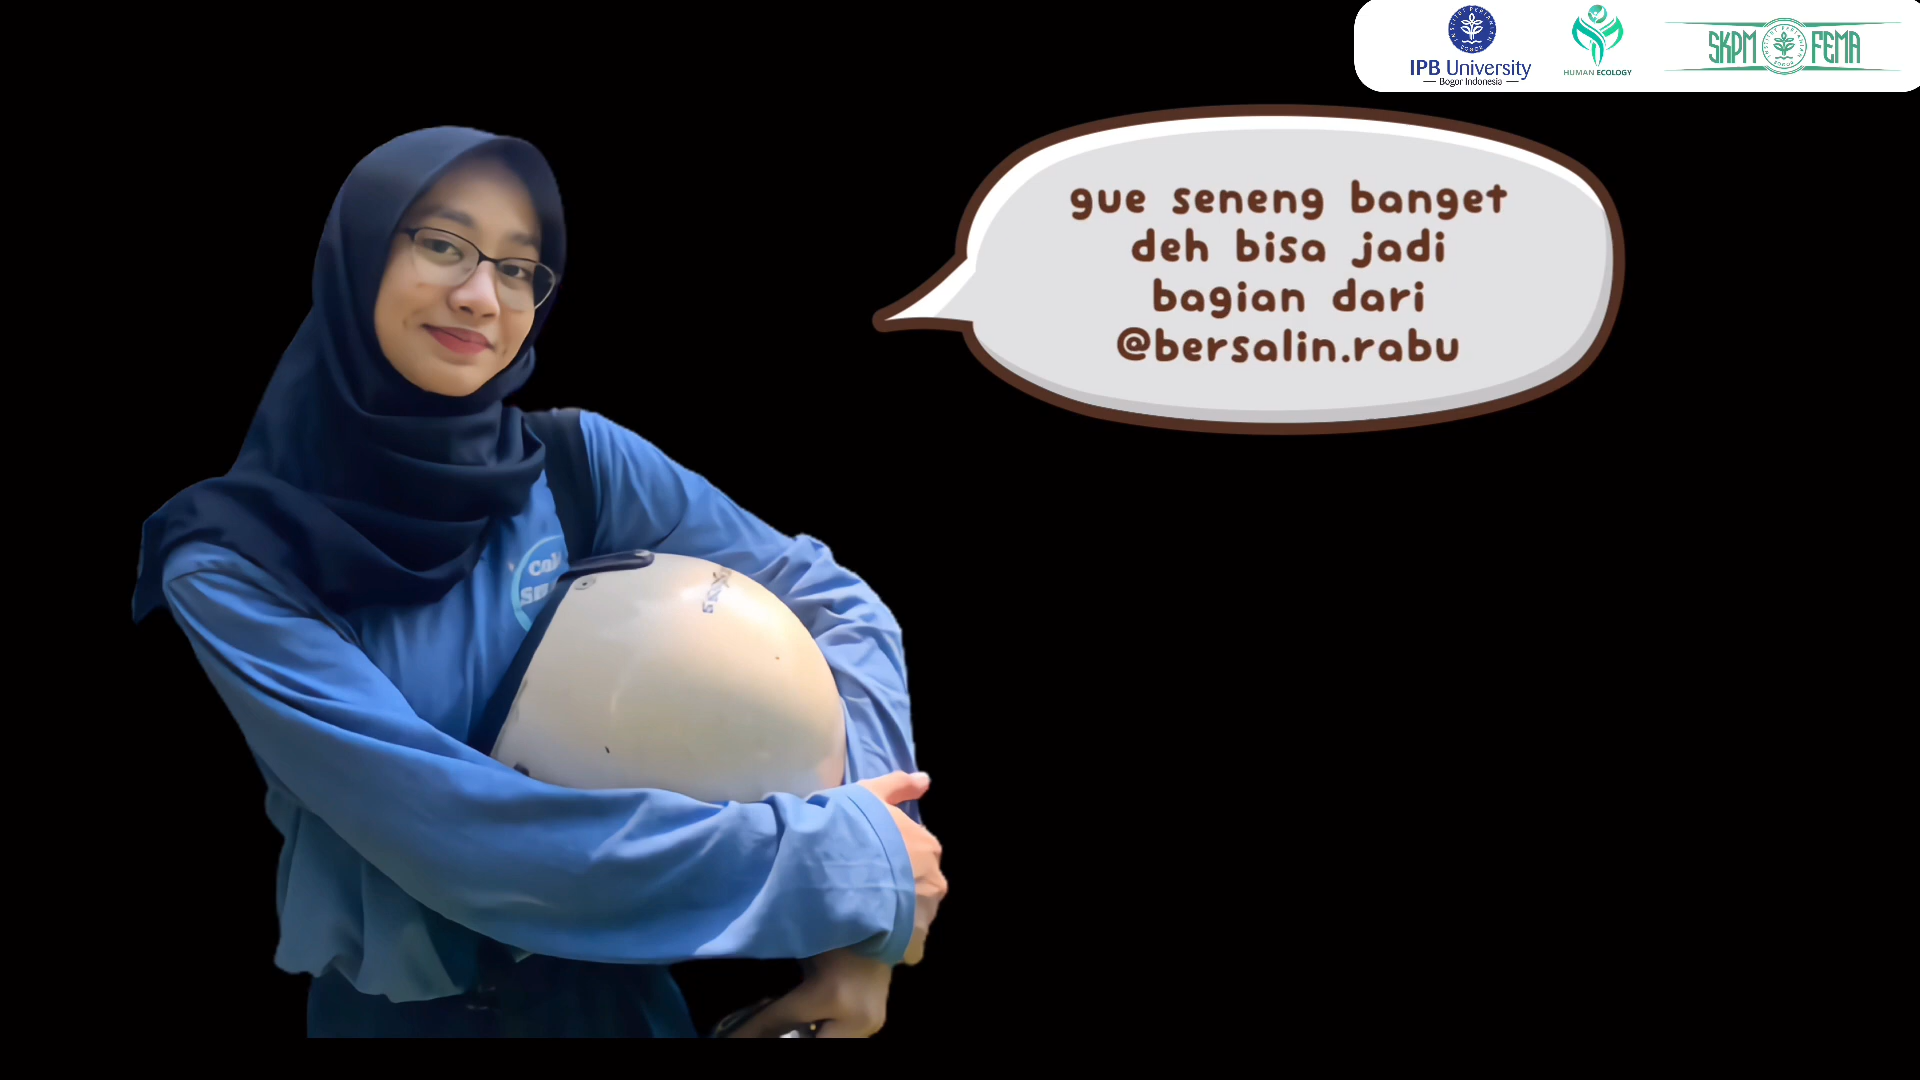 IPB University
Bogor Indonesia
HUMAN ECOLOGY
SKPM FEMA
gue seneng banget
deh bisa jadi
bagian dari
@bersalin.rabu